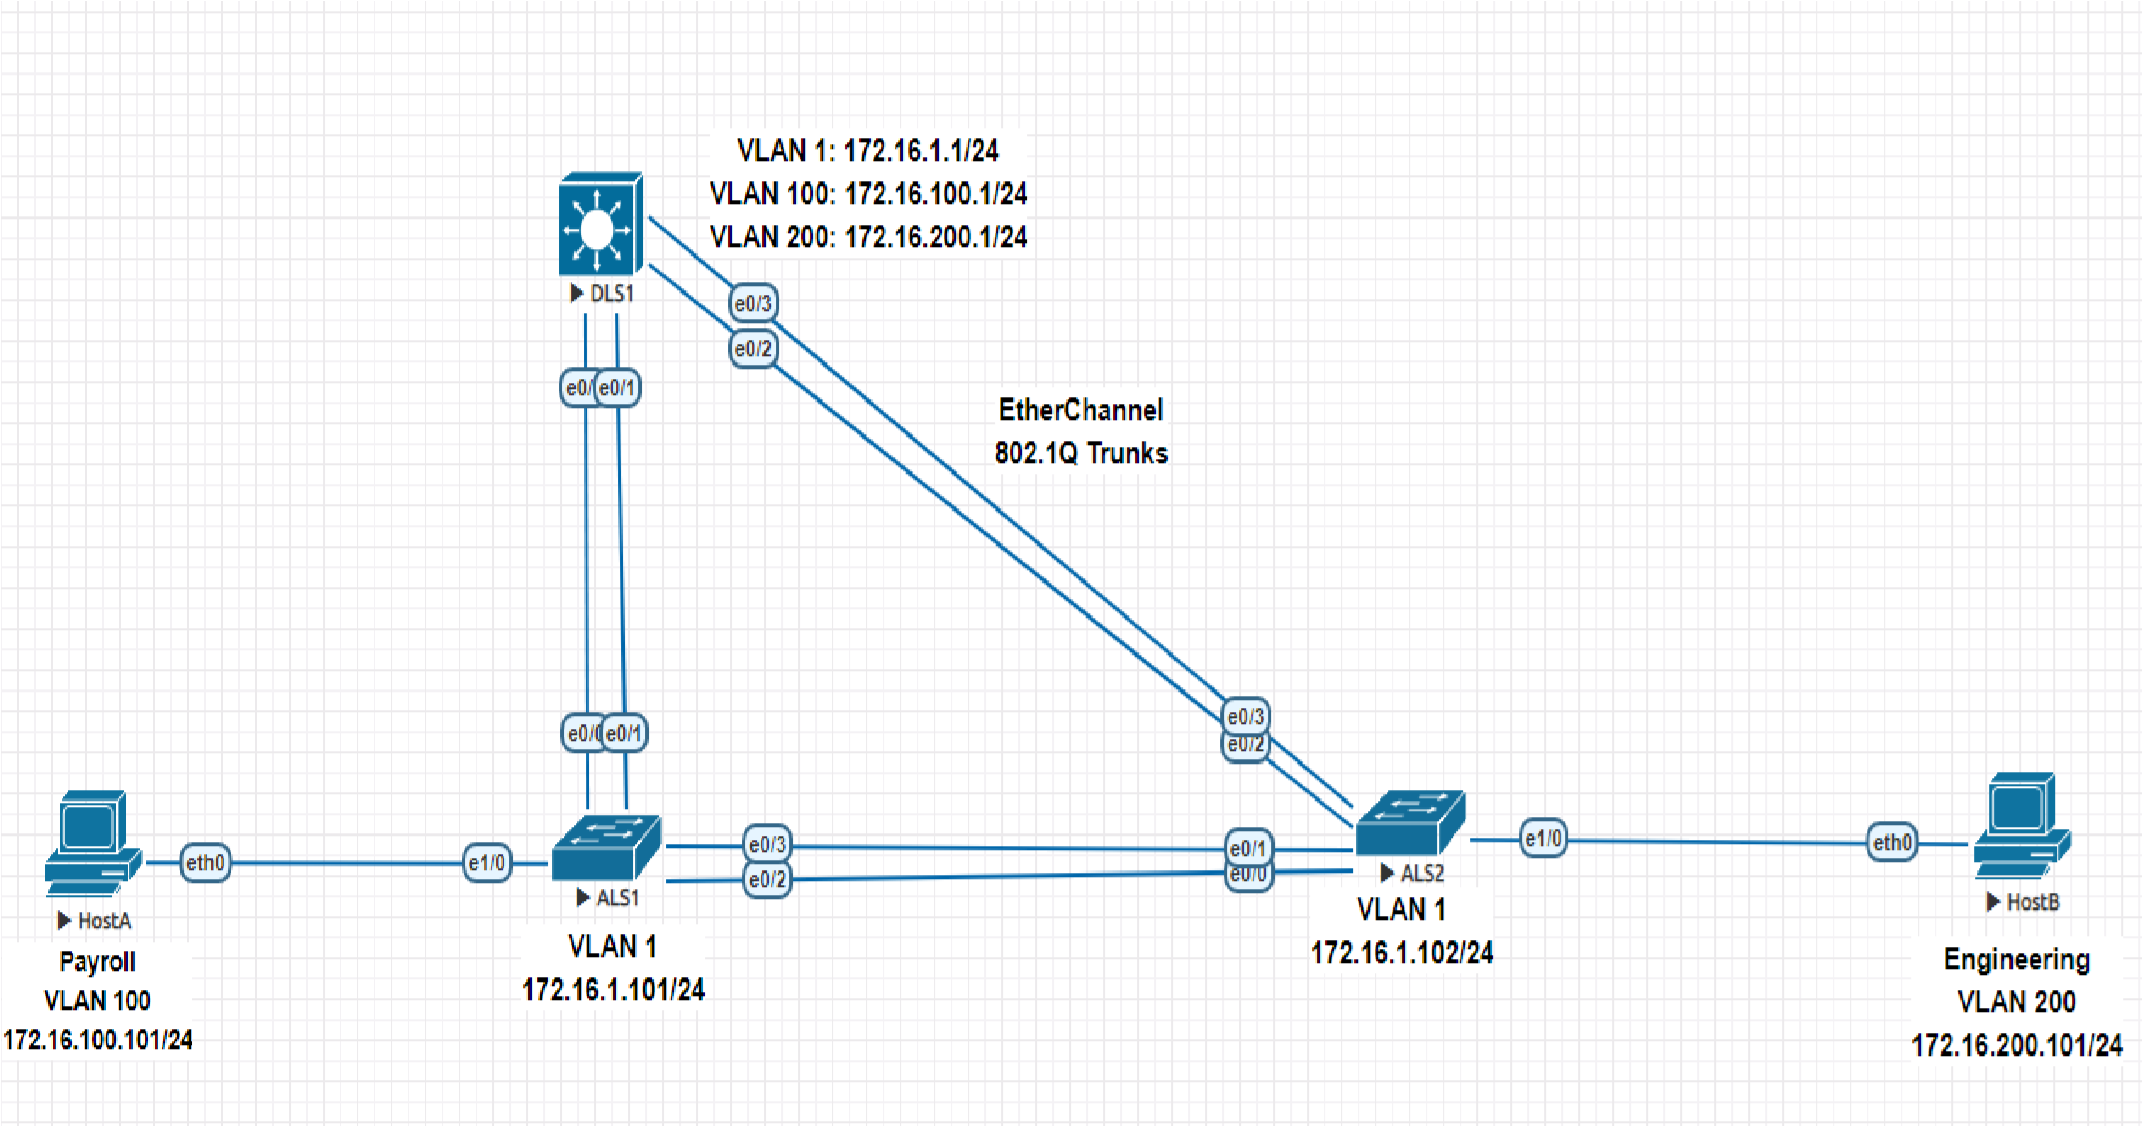 VLAN 1: 172.16.1.1/24
VLAN 100: 172.16.100.1/24
VLAN 200: 172.16.200.1/24
DLS1
e0/3
e0/2
e0/
e0/1
EtherChannel
802.1Q Trunks
e0/3
e0/2
e0/
e0/1
e0/3
e0/2
e0/1
e0/0
eth0
e1/0
e1/0
eth0
ALS1
ALS2
HostA
HostB
VLAN 1
172.16.1.101/24
VLAN 1
172.16.1.102/24
Payroll
VLAN 100
172.16.100.101/24
Engineering
VLAN 200
172.16.200.101/24